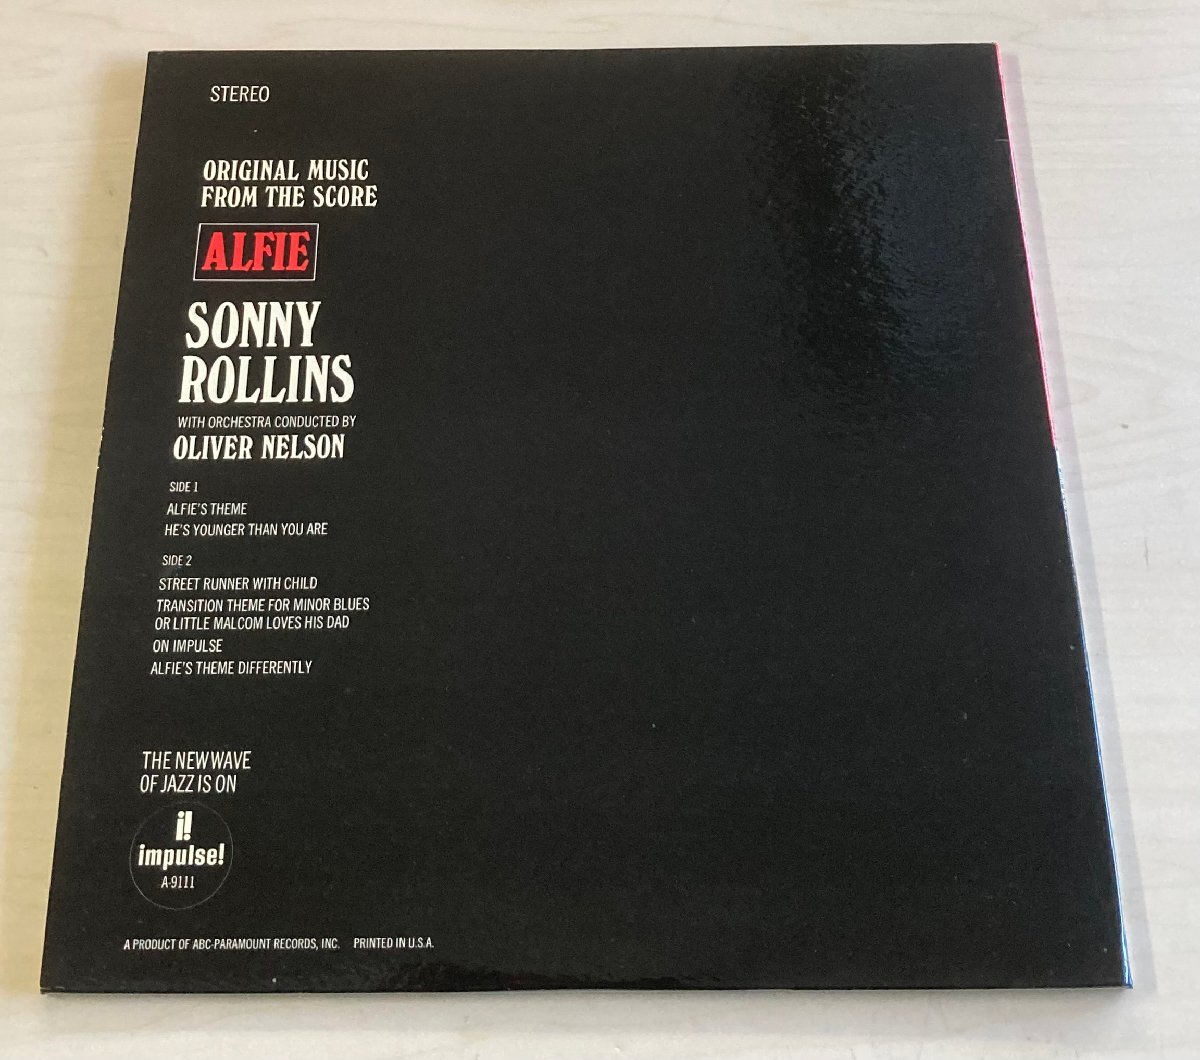 STEREO
ORIGINAL MUSIC
FROM THE SCORE
ALFIE
SONNY
ROLLINS
WITH ORCHESTRA CONDUCTED BY
OLIVER NELSON
SIDE 1
ALFIE'S THEME
HE'S YOUNGER THAN YOU ARE
SIDE 2
STREET RUNNER WITH CHILD
TRANSITION THEME FOR MINOR BLUES
OR LITTLE MALCOM LOVES HIS DAD
ON IMPULSE
ALFIE'S THEME DIFFERENTLY
THE NEW WAVE
OF JAZZ IS ON
i!
impulse!
A-9111
A PRODUCT OF ABC-PARAMOUNT RECORDS, INC. PRINTED IN U.S.A.